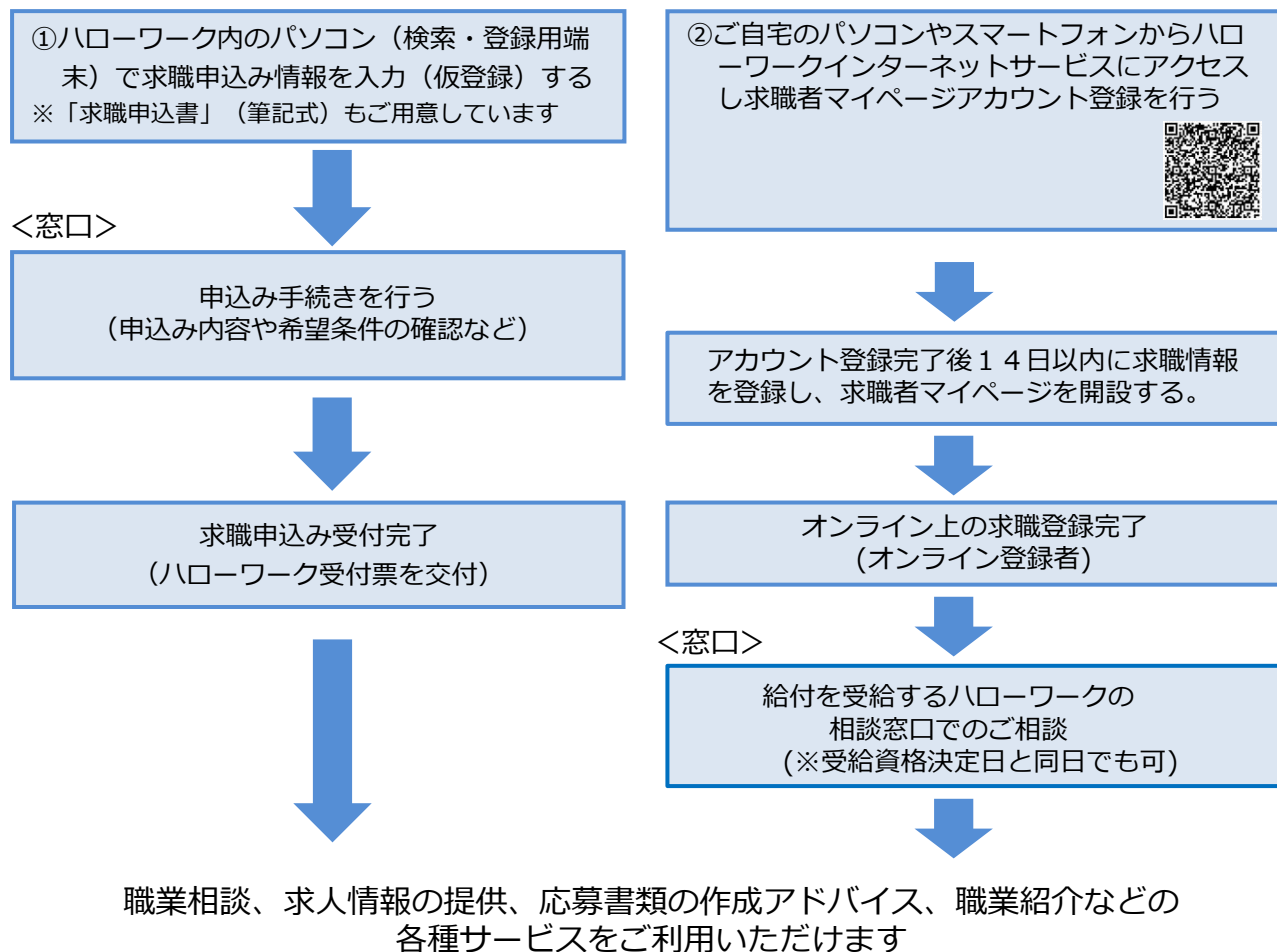 ①ハローワーク内のパソコン（検索・登録用端
末）で求職申込み情報を入力（仮登録）する
※「求職申込書」（筆記式）もご用意しています
＜窓口＞
申込み手続きを行う
（申込み内容や希望条件の確認など）
求職申込み受付完了
（ハローワーク受付票を交付）
②ご自宅のパソコンやスマートフォンからハロ
ーワークインターネットサービスにアクセス
し求職者マイページアカウント登録を行う
アカウント登録完了後１４日以内に求職情報
を登録し、求職者マイページを開設する。
オンライン上の求職登録完了
(オンライン登録者)
＜窓口＞
給付を受給するハローワークの
相談窓口でのご相談
(※受給資格決定日と同日でも可)
職業相談、求人情報の提供、応募書類の作成アドバイス、職業紹介などの
各種サービスをご利用いただけます